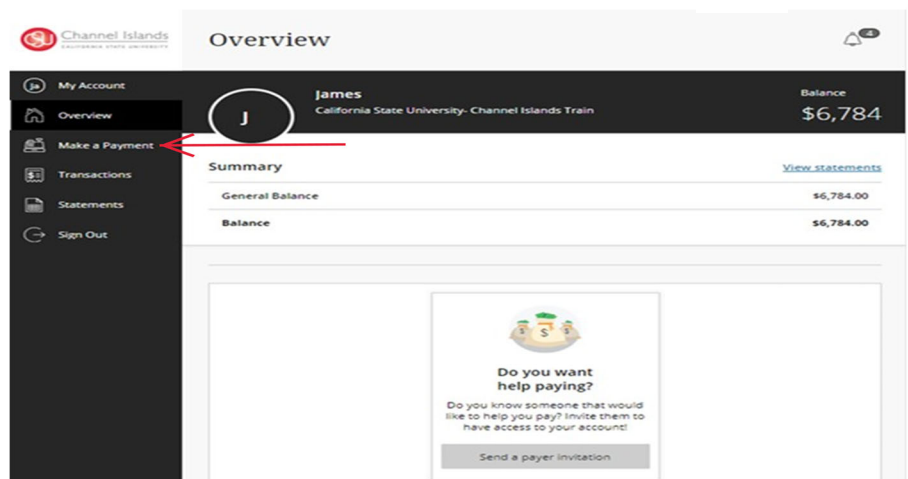 CSU Channel Islands
CALIFORNIA STATE UNIVERSITY
Overview
4
Ja My Account
Overview
Make a Payment
Transactions
Statements
Sign Out
J
James
California State University- Channel Islands Train
Balance
$6,784
Summary
View statements
General Balance $6,784.00
Balance $6,784.00
$ $ $
Do you want
help paying?
Do you know someone that would
like to help you pay? Invite them to
have access to your account!
Send a payer invitation